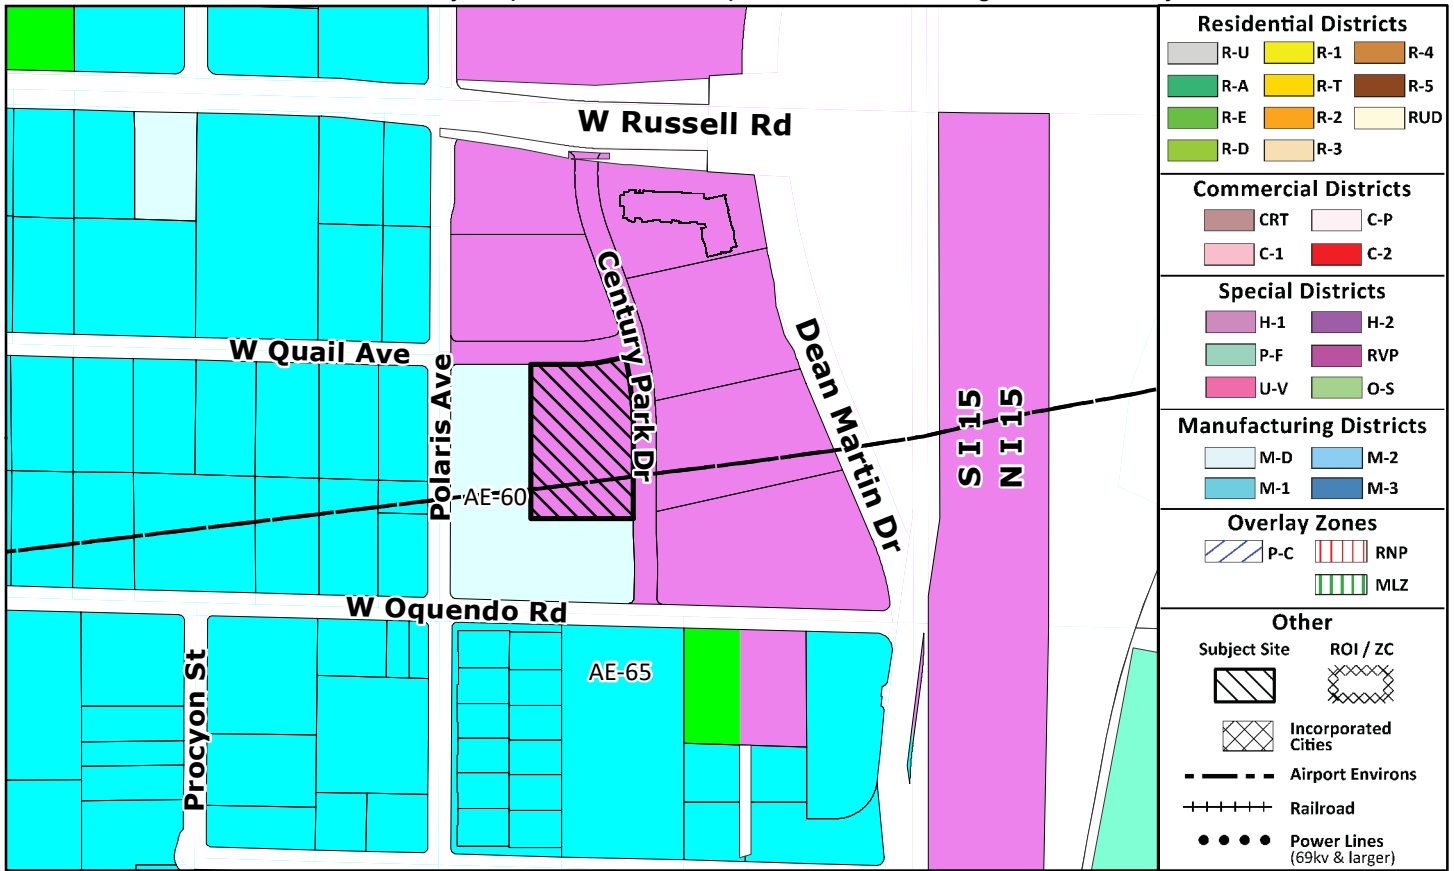 W Russell Rd
Century Park Dr
W Quail Ave
Polaris Ave
Dean Martin Dr
S I 15
N I 15
AE-60
W Oquendo Rd
AE-65
Procyon St
Residential Districts
R-U
R-1
R-4
R-A
R-T
R-5
R-E
R-2
RUD
R-D
R-3
Commercial Districts
CRT
C-P
C-1
C-2
Special Districts
H-1
H-2
P-F
RVP
U-V
O-S
Manufacturing Districts
M-D
M-2
M-1
M-3
Overlay Zones
P-C
RNP
MLZ
Other
Subject Site
ROI / ZC
Incorporated
Cities
Airport Environs
Railroad
Power Lines
(69kv & larger)